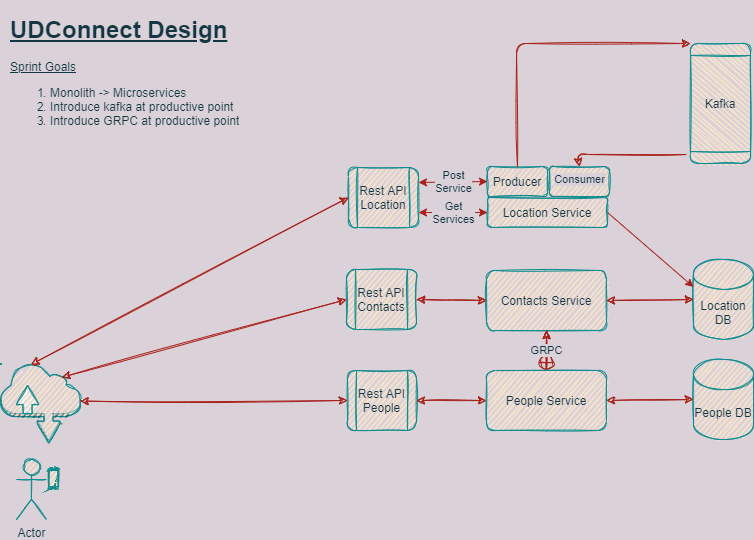 UDConnect Design
Sprint Goals
1. Monolith -> Microservices
2. Introduce kafka at productive point
3. Introduce GRPC at productive point
Kafka
Rest API
Location
Post
Service
Get
Services
Producer
Consumer
Location Service
Rest API
Contacts
Contacts Service
Location
DB
GRPC
Rest API
People
People Service
People DB
Actor